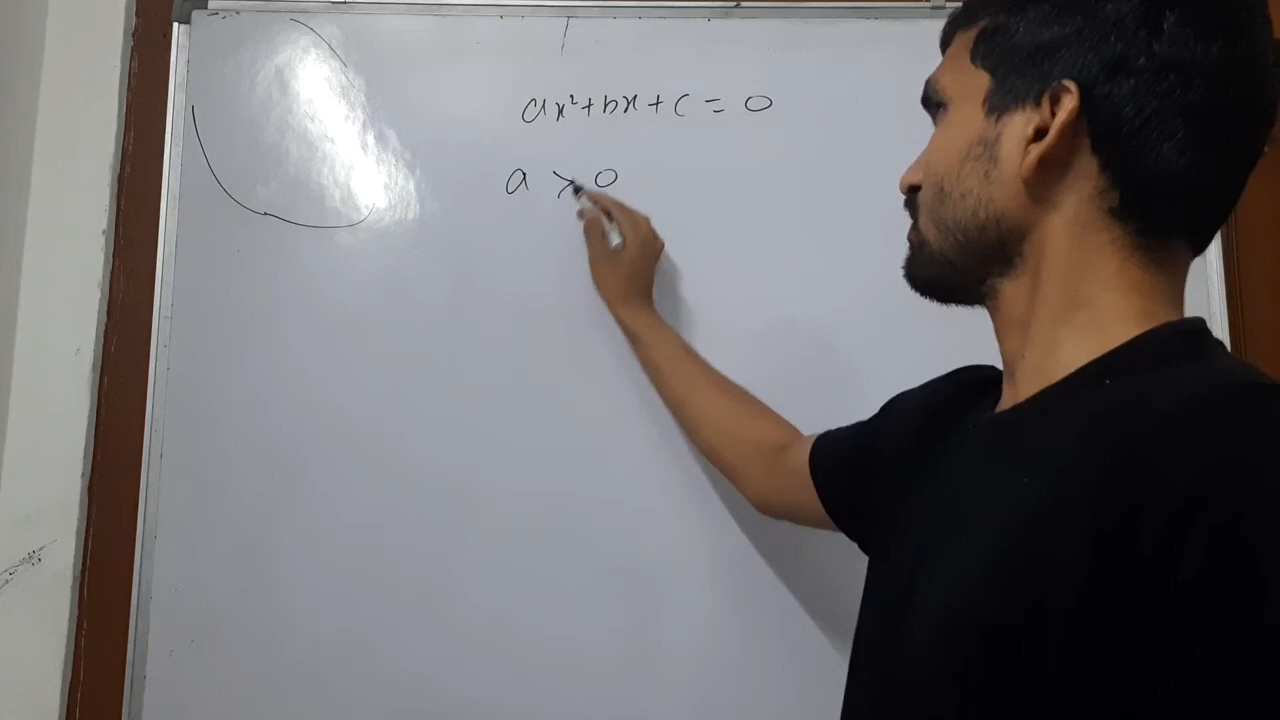 ax²+bx+c = 0
a > 0